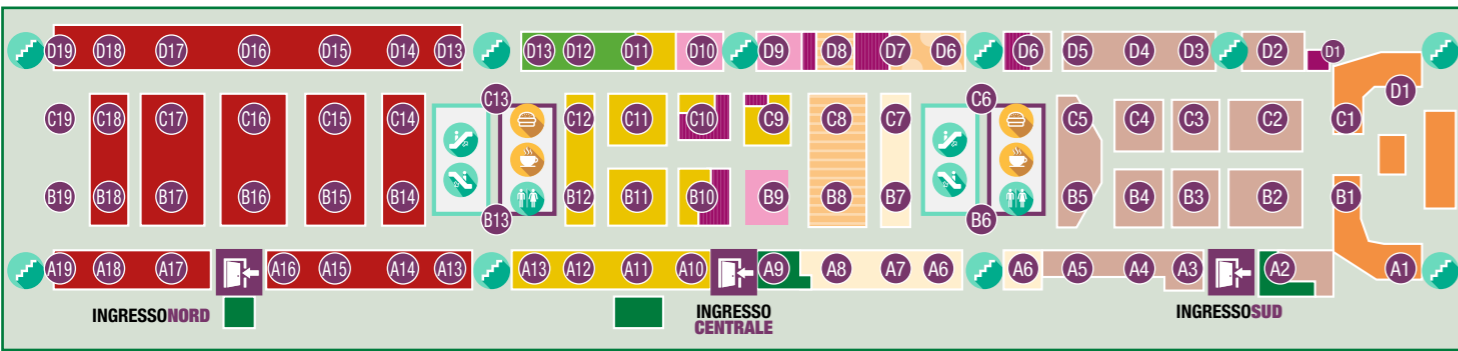 D19 D18 D17 D16 D15 D14 D13 D13 D12 D11 D10 D9 D8 D7 D6 D6 D5 D4 D3 D2 D1
D1
C19 C18 C17 C16 C15 C14 C13 C12 C11 C10 C9 C8 C7 C6 C5 C4 C3 C2 C1
B19 B18 B17 B16 B15 B14 B13 B12 B11 B10 B9 B8 B7 B6 B5 B4 B3 B2 B1
A19 A18 A17 A16 A15 A14 A13 A13 A12 A11 A10 A9 A8 A7 A6 A6 A5 A4 A3 A2 A1
INGRESSONORD
INGRESSO
CENTRALE
INGRESSOSUD